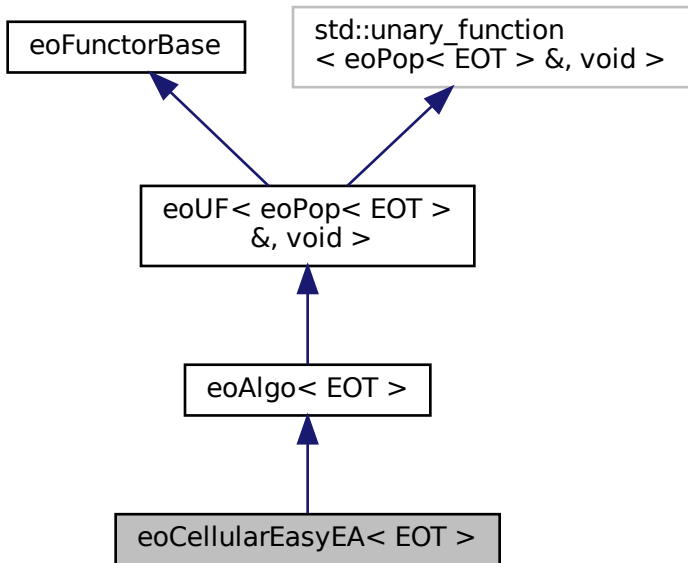 eoFunctorBase
std::unary_function
< eoPop< EOT > &, void >
eoUF< eoPop< EOT >
&, void >
eoAlgo< EOT >
eoCellularEasyEA< EOT >